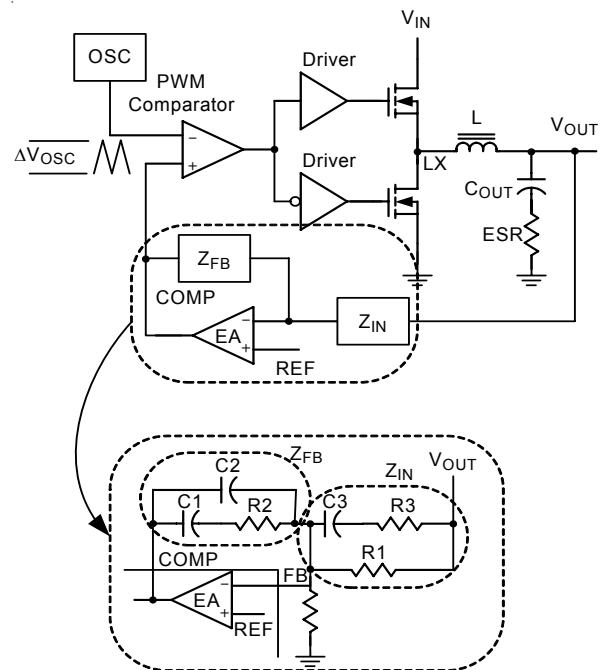 V_IN
OSC
Driver
PWM
Comparator
L
V_OUT
−
+
ΔV_OSC
Driver
LX
C_OUT
ESR
Z_FB
COMP
EA
−
+
Z_IN
REF
Z_FB
C2
Z_IN
V_OUT
C1
R2
C3
R3
R1
COMP
FB
EA
−
+
REF